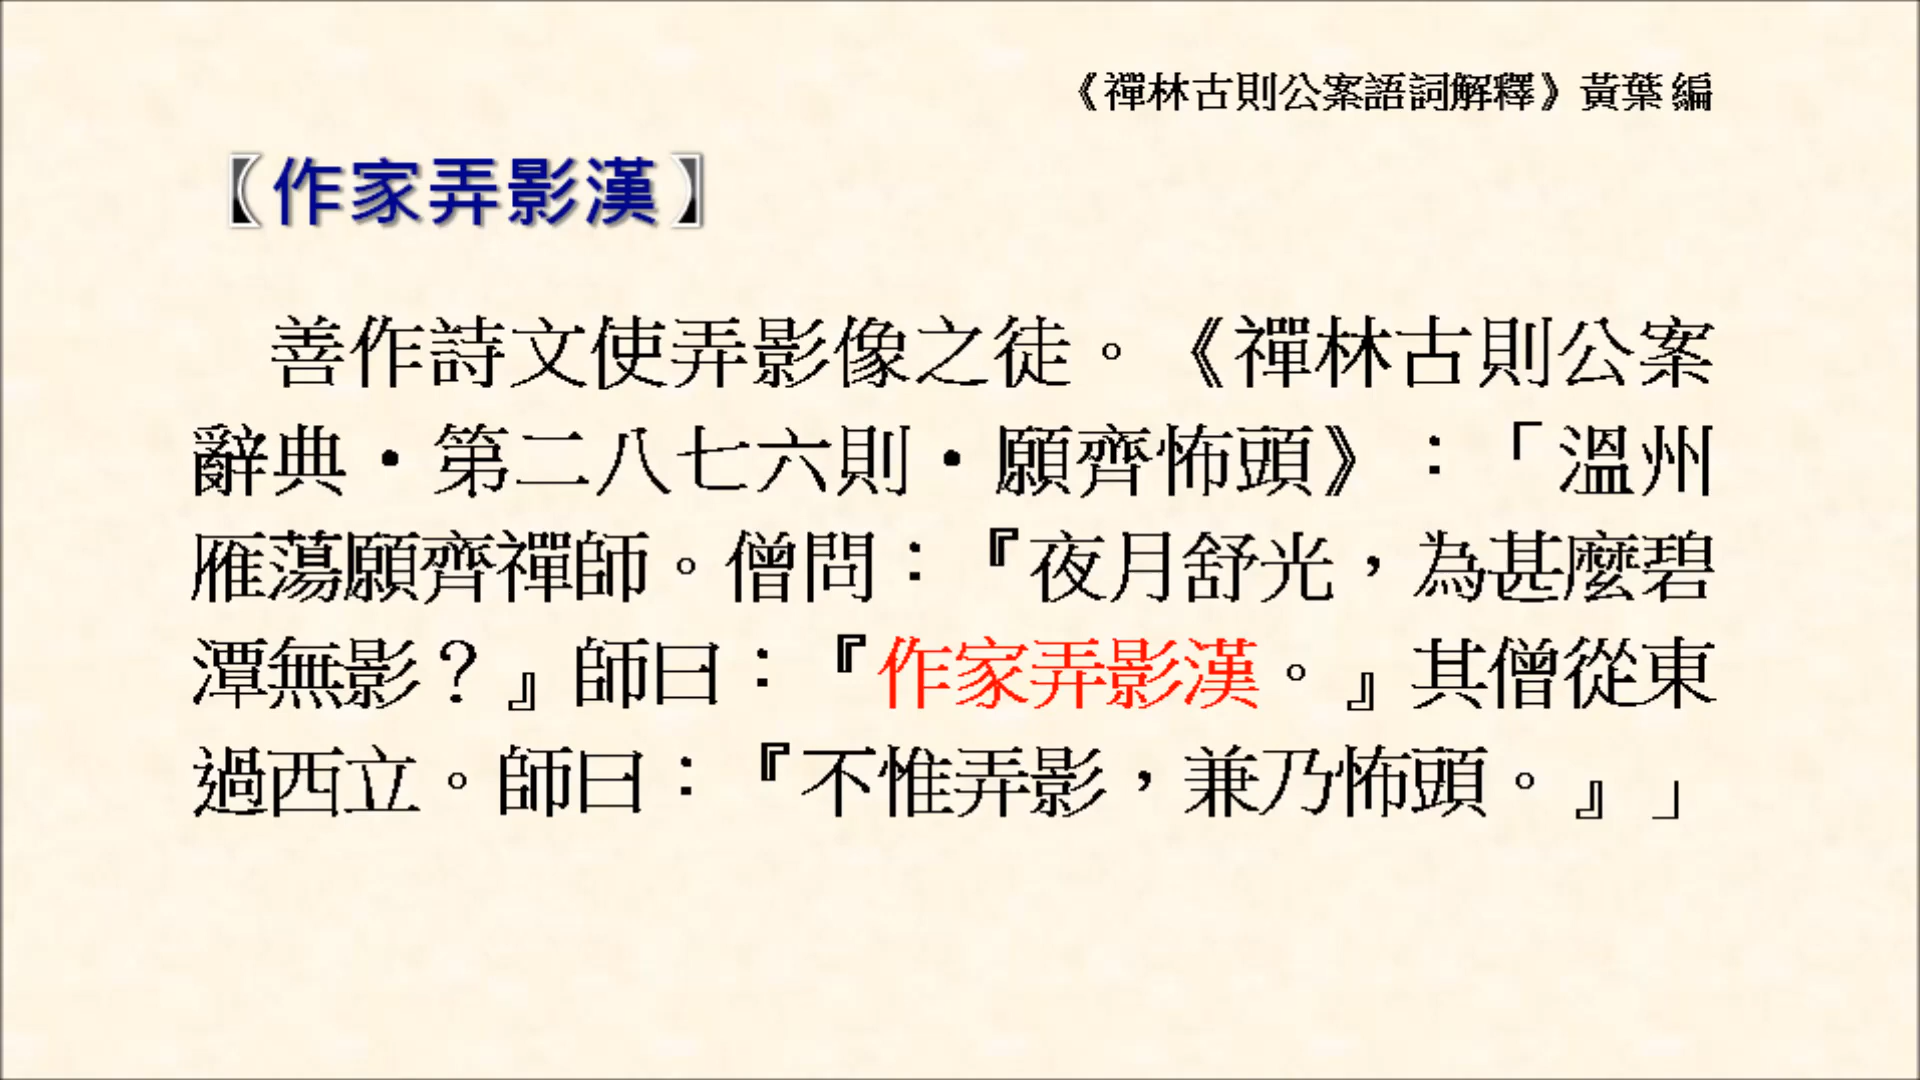 《禪林古則公案語詞解釋》黃葉 編
【作家弄影漢】
善作詩文使弄影像之徒。《禪林古則公案
辭典・第二八七六則・願齊怖頭》：「溫州
雁蕩願齊禪師。僧問：『夜月舒光，為甚麼碧
潭無影？』師曰：『作家弄影漢。』其僧從東
過西立。師曰：『不惟弄影，兼乃怖頭。』」